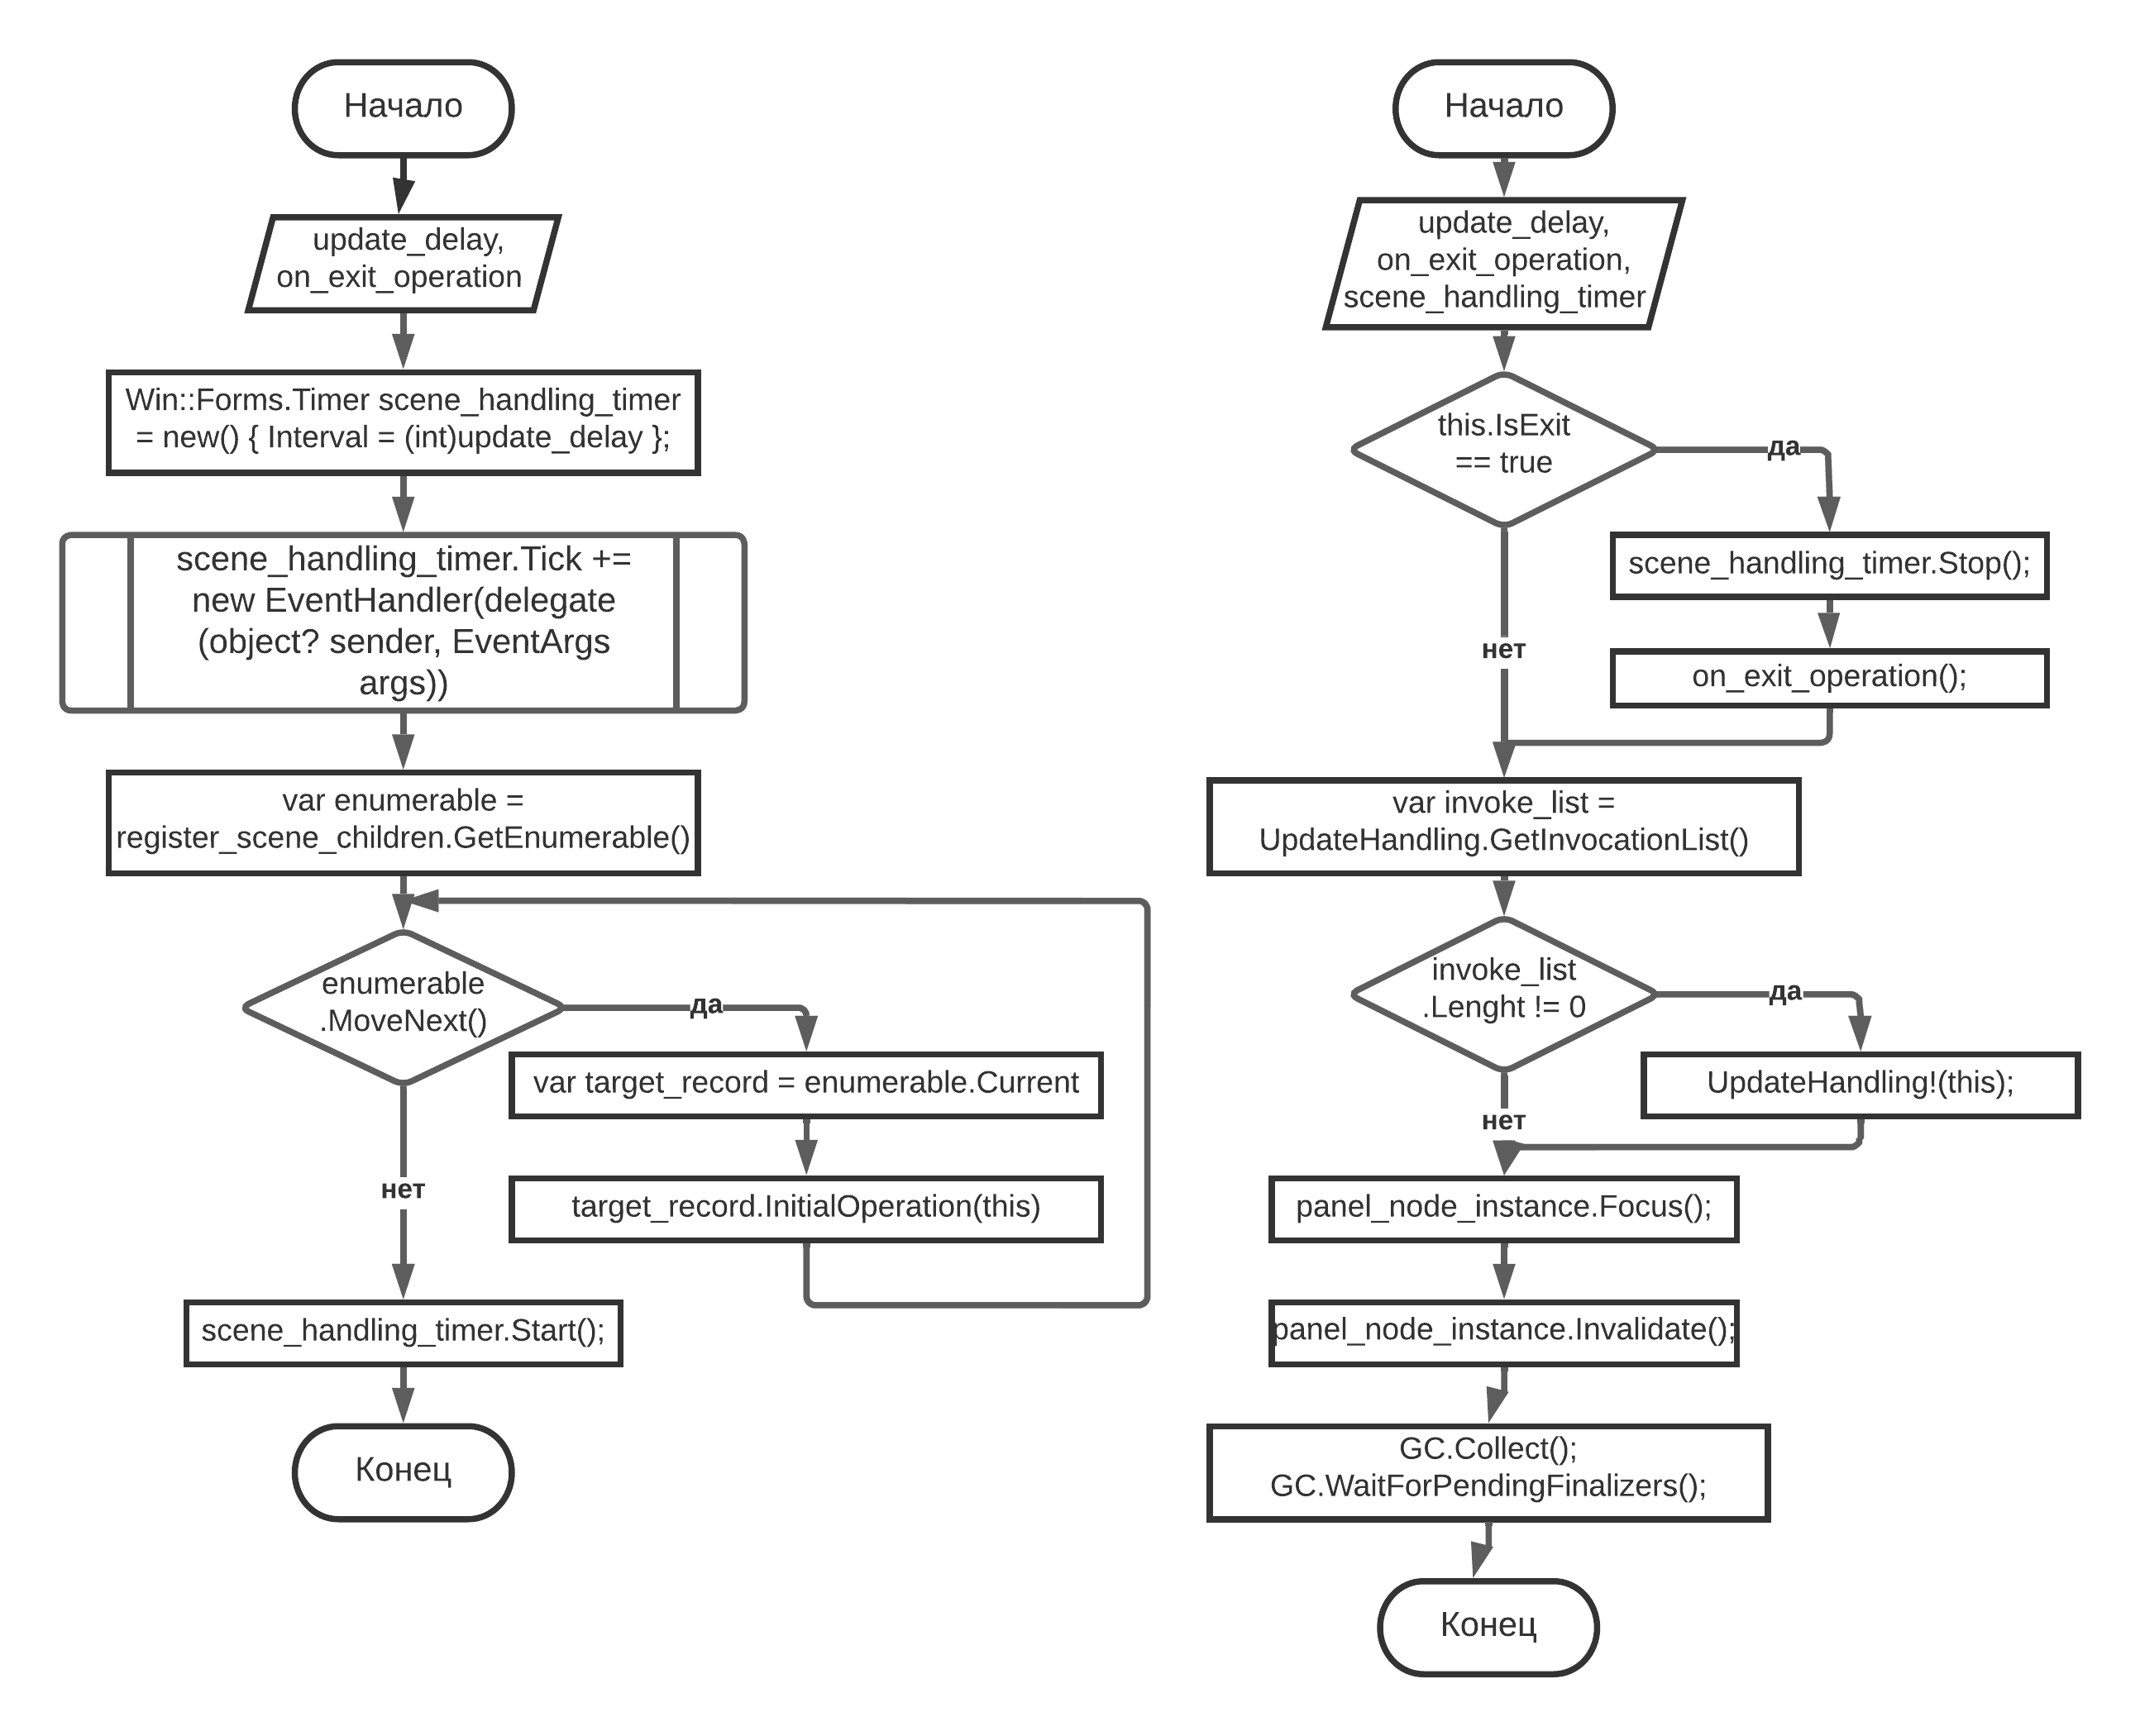 Начало
update_delay,
on_exit_operation
Win::Forms.Timer scene_handling_timer
= new() { Interval = (int)update_delay };
scene_handling_timer.Tick +=
new EventHandler(delegate
(object? sender, EventArgs
args))
var enumerable =
register_scene_children.GetEnumerable()
enumerable
.MoveNext()
да
var target_record = enumerable.Current
target_record.InitialOperation(this)
нет
scene_handling_timer.Start();
Конец
Начало
update_delay,
on_exit_operation,
scene_handling_timer
this.IsExit
== true
да
scene_handling_timer.Stop();
on_exit_operation();
нет
var invoke_list =
UpdateHandling.GetInvocationList()
invoke_list
.Lenght != 0
да
UpdateHandling!(this);
нет
panel_node_instance.Focus();
panel_node_instance.Invalidate();
GC.Collect();
GC.WaitForPendingFinalizers();
Конец